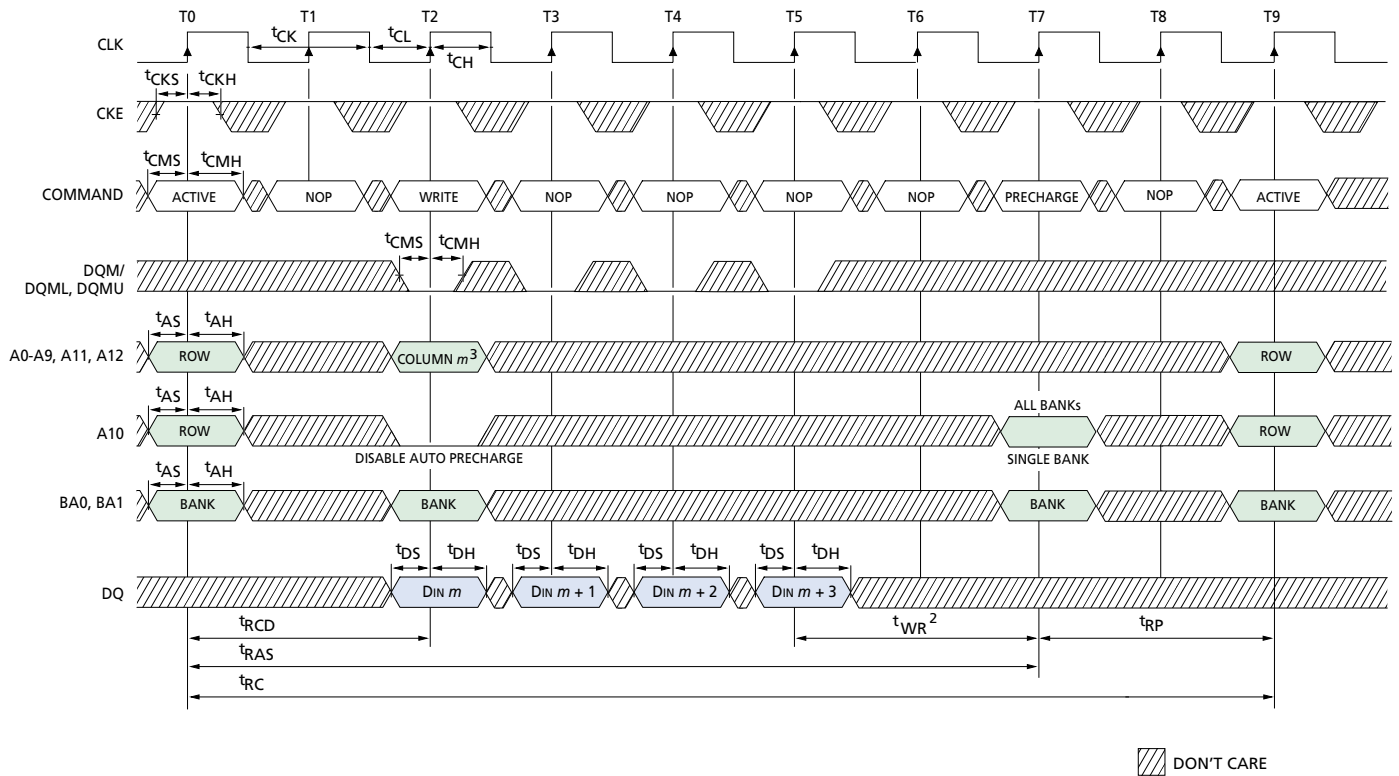 T0 T1 T2 T3 T4 T5 T6 T7 T8 T9
CLK
tCK tCL
tCH
tCKS tCKH
CKE
tCMS tCMH
COMMAND ACTIVE NOP WRITE NOP NOP NOP NOP PRECHARGE NOP ACTIVE
tCMS tCMH
DQM/
DQML, DQMU
tAS tAH
A0-A9, A11, A12 ROW COLUMN m3 ROW
tAS tAH
ALL BANKs
A10 ROW ROW
DISABLE AUTO PRECHARGE SINGLE BANK
tAS tAH
BA0, BA1 BANK BANK BANK BANK
tDS tDH tDS tDH tDS tDH tDS tDH
DQ DIN m DIN m + 1 DIN m + 2 DIN m + 3
tRCD tWR2 tRP
tRAS
tRC
DON'T CARE